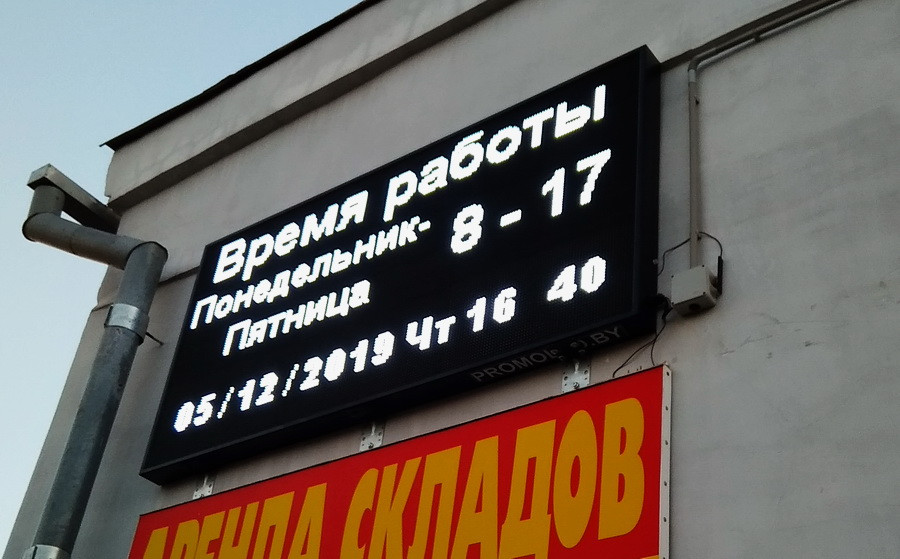 Время работы
Понедельник- 8 - 17
Пятница
05/12/2019 Чт 16 40
АРЕНДА СКЛАДОВ